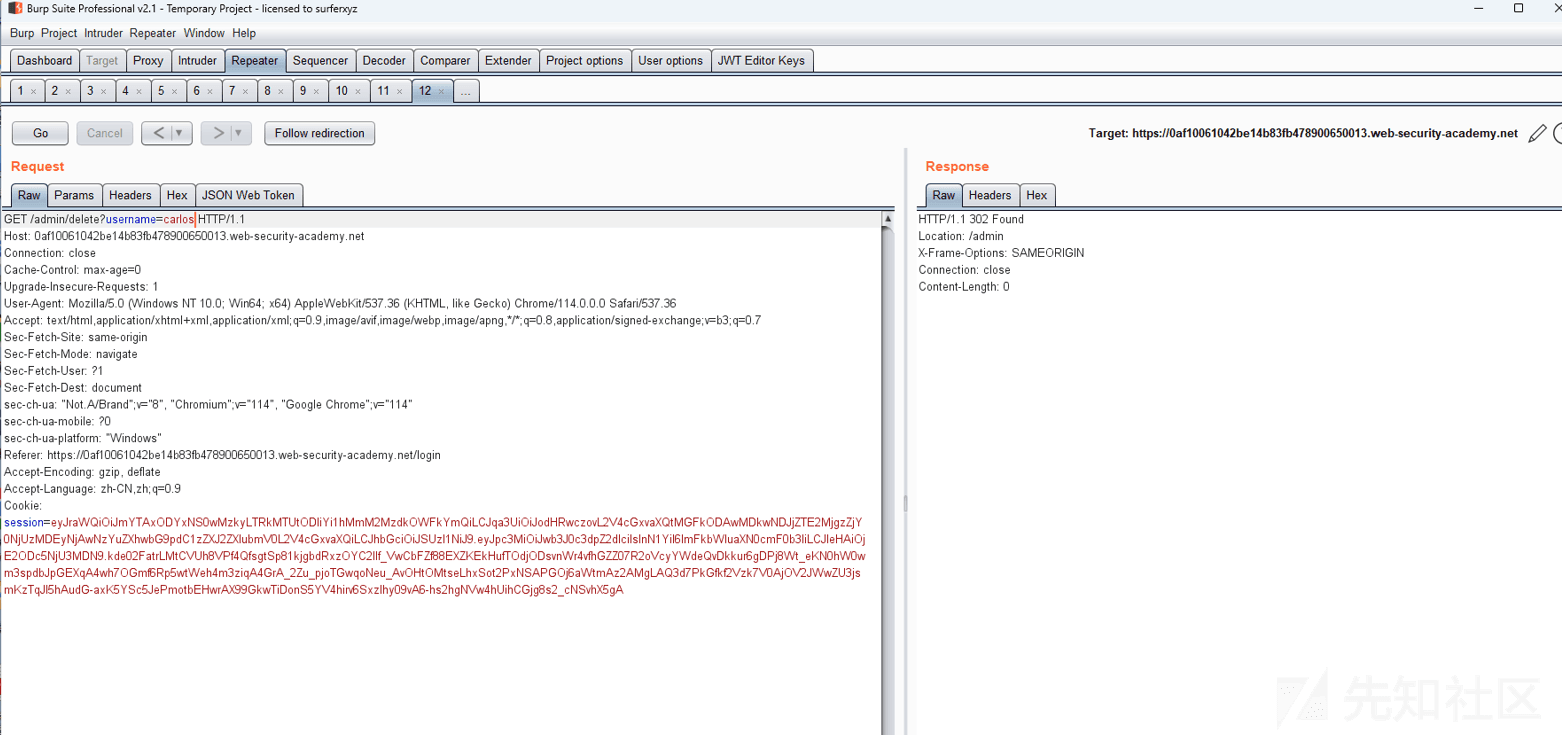 Burp Suite Professional v2.1 - Temporary Project - licensed to surferxyz
Burp Project Intruder Repeater Window Help
Dashboard Target Proxy Intruder Repeater Sequencer Decoder Comparer Extender Project options User options JWT Editor Keys
1 × 2 × 3 × 4 × 5 × 6 × 7 × 8 × 9 × 10 × 11 × 12 × ...
Go Cancel < > Follow redirection Target: https://0af10061042be14b83fb478900650013.web-security-academy.net
Request
Raw Params Headers Hex JSON Web Token
GET /admin/delete?username=carlos HTTP/1.1
Host: 0af10061042be14b83fb478900650013.web-security-academy.net
Connection: close
Cache-Control: max-age=0
Upgrade-Insecure-Requests: 1
User-Agent: Mozilla/5.0 (Windows NT 10.0; Win64; x64) AppleWebKit/537.36 (KHTML, like Gecko) Chrome/114.0.0.0 Safari/537.36
Accept: text/html,application/xhtml+xml,application/xml;q=0.9,image/avif,image/webp,image/apng,*/*;q=0.8,application/signed-exchange;v=b3;q=0.7
Sec-Fetch-Site: same-origin
Sec-Fetch-Mode: navigate
Sec-Fetch-User: ?1
Sec-Fetch-Dest: document
sec-ch-ua: "Not.A/Brand";v="8", "Chromium";v="114", "Google Chrome";v="114"
sec-ch-ua-mobile: ?0
sec-ch-ua-platform: "Windows"
Referer: https://0af10061042be14b83fb478900650013.web-security-academy.net/login
Accept-Encoding: gzip, deflate
Accept-Language: zh-CN,zh;q=0.9
Cookie:
session=
Response
Raw Headers Hex
HTTP/1.1 302 Found
Location: /admin
X-Frame-Options: SAMEORIGIN
Connection: close
Content-Length: 0
先知社区